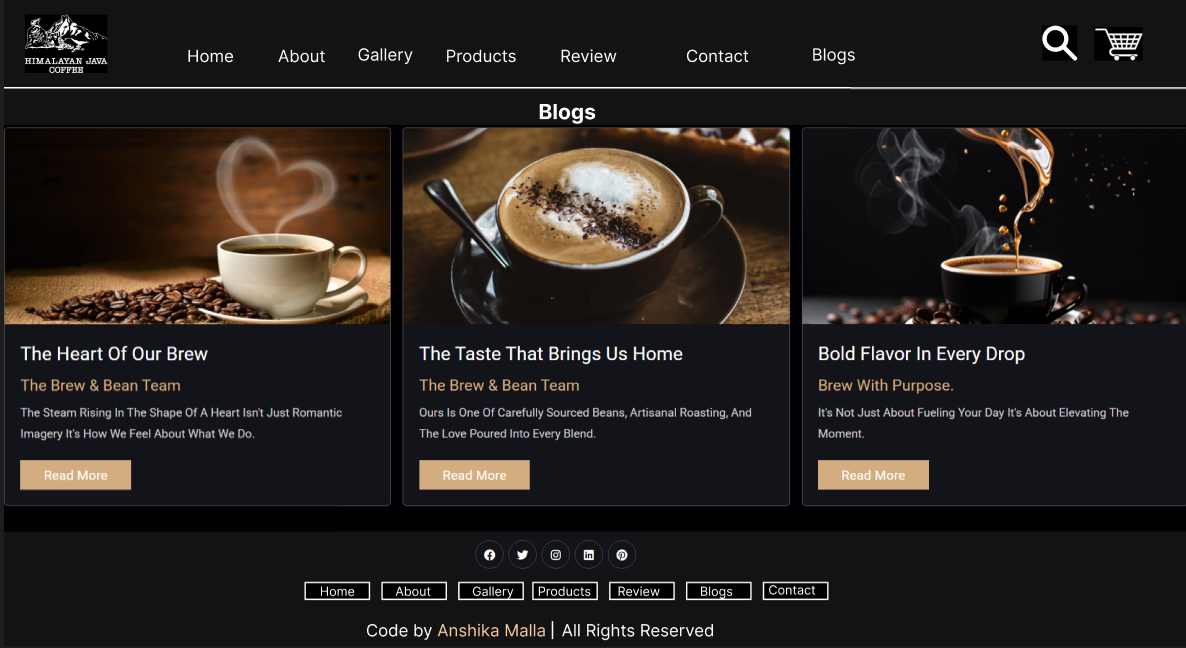 HIMALAYAN JAVA
COFFEE
Home About Gallery Products Review Contact Blogs
Blogs
The Heart Of Our Brew
The Brew & Bean Team
The Steam Rising In The Shape Of A Heart Isn't Just Romantic
Imagery It's How We Feel About What We Do.
Read More
The Taste That Brings Us Home
The Brew & Bean Team
Ours Is One Of Carefully Sourced Beans, Artisanal Roasting, And
The Love Poured Into Every Blend.
Read More
Bold Flavor In Every Drop
Brew With Purpose.
It's Not Just About Fueling Your Day It's About Elevating The
Moment.
Read More
Home About Gallery Products Review Blogs Contact
Code by Anshika Malla | All Rights Reserved